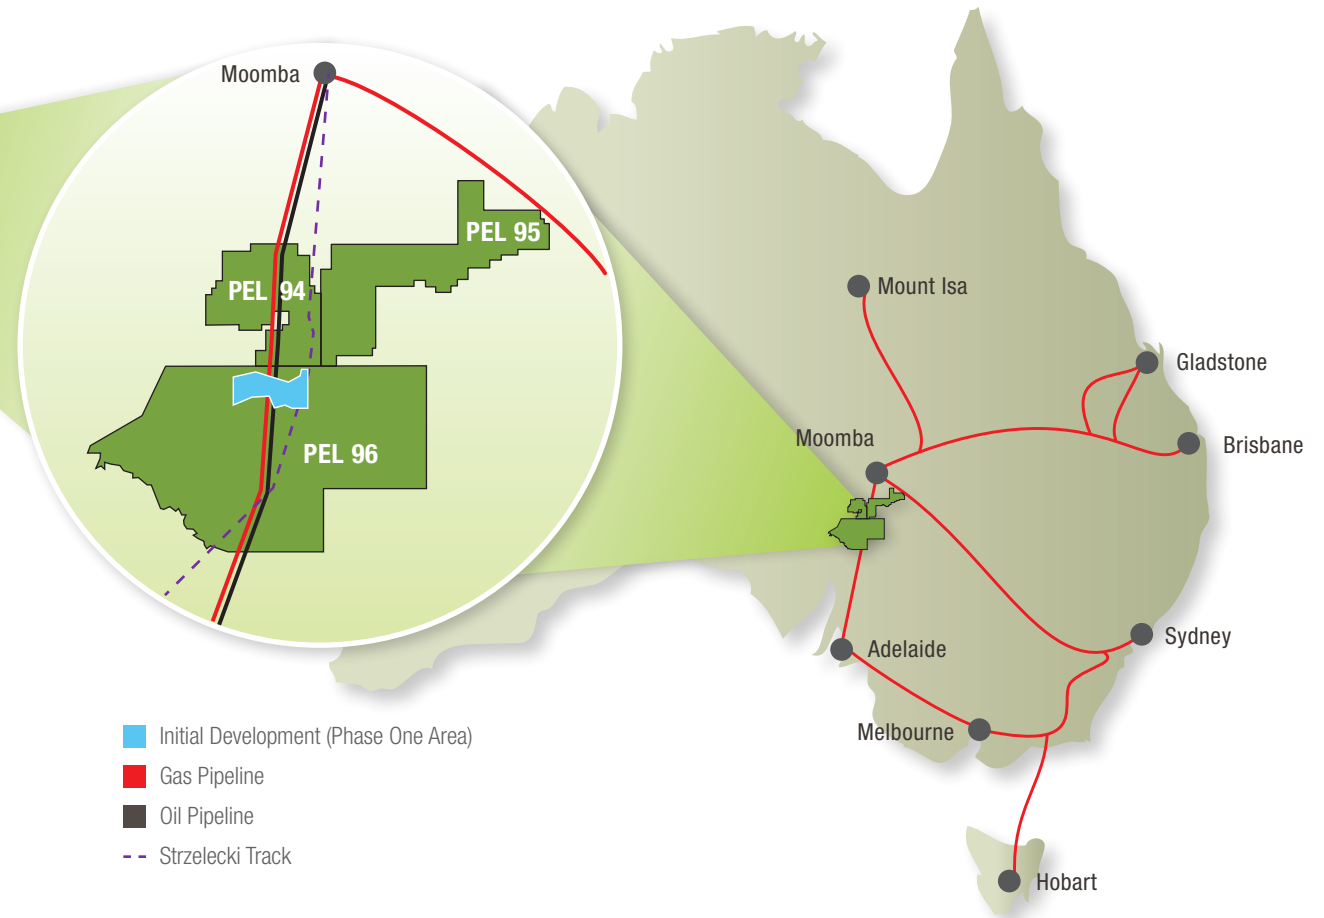 Moomba
PEL 95
PEL 94
PEL 96
Mount Isa
Gladstone
Moomba
Brisbane
Adelaide
Sydney
Melbourne
Hobart
Initial Development (Phase One Area)
Gas Pipeline
Oil Pipeline
Strzelecki Track